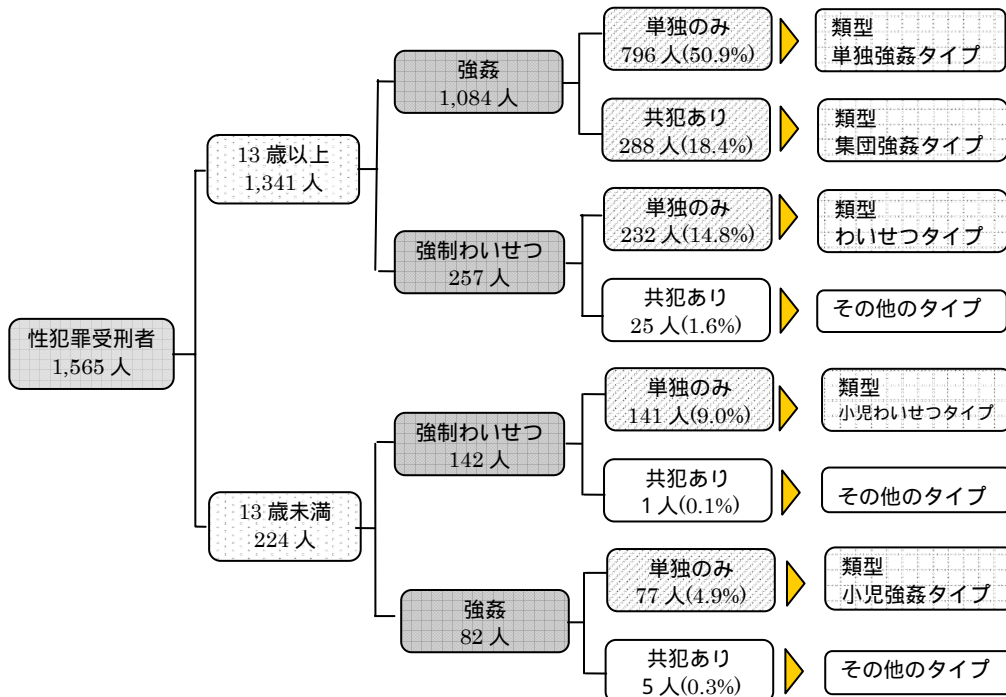 性犯罪受刑者
1,565 人
13 歳以上
1,341 人
強姦
1,084 人
単独のみ
796 人(50.9%)
類型
単独強姦タイプ
共犯あり
288 人(18.4%)
類型
集団強姦タイプ
強制わいせつ
257 人
単独のみ
232 人(14.8%)
類型
わいせつタイプ
共犯あり
25 人(1.6%)
その他のタイプ
13 歳未満
224 人
強制わいせつ
142 人
単独のみ
141 人(9.0%)
類型
小児わいせつタイプ
共犯あり
1 人(0.1%)
その他のタイプ
強姦
82 人
単独のみ
77 人(4.9%)
類型
小児強姦タイプ
共犯あり
5 人(0.3%)
その他のタイプ